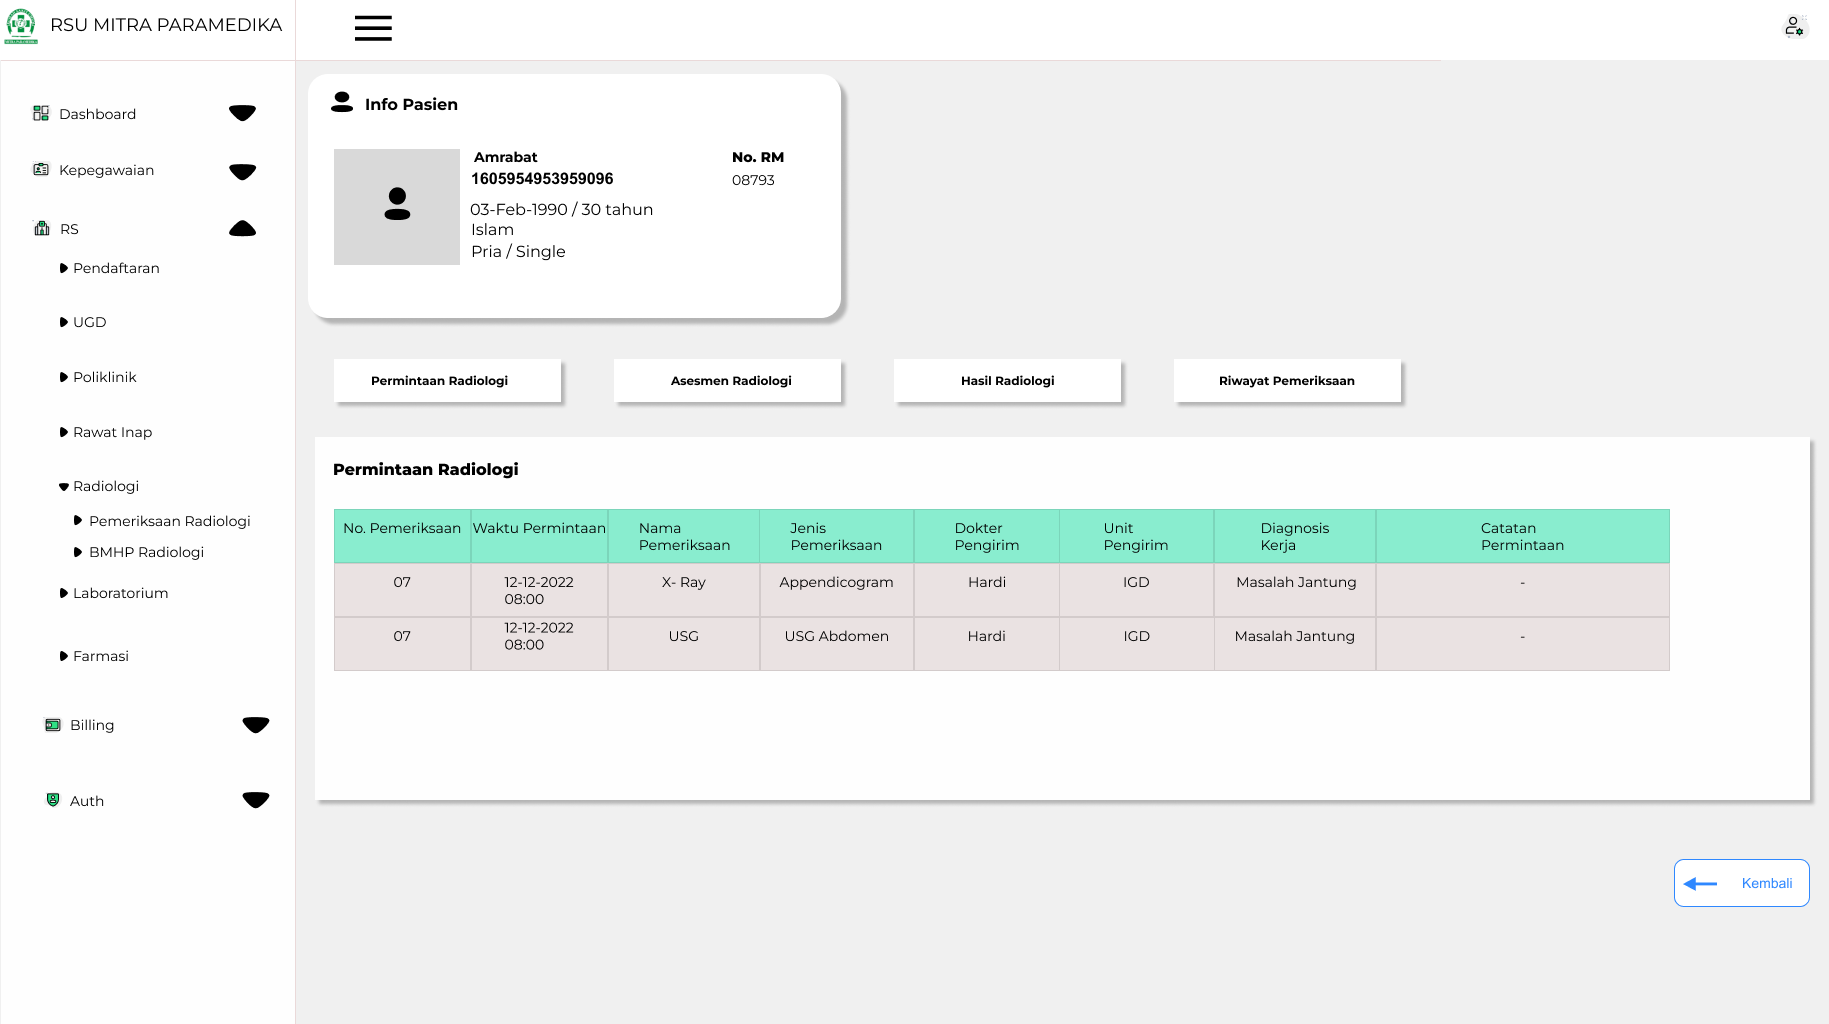 RSU MITRA PARAMEDIKA
Dashboard
Kepegawaian
RS
Pendaftaran
UGD
Poliklinik
Rawat Inap
Radiologi
Pemeriksaan Radiologi
BMHP Radiologi
Laboratorium
Farmasi
Billing
Auth
Info Pasien
Amrabat
1605954953959096
03-Feb-1990 / 30 tahun
Islam
Pria / Single
No. RM
08793
Permintaan Radiologi
Asesmen Radiologi
Hasil Radiologi
Riwayat Pemeriksaan
Permintaan Radiologi
No. Pemeriksaan
Waktu Permintaan
Nama
Pemeriksaan
Jenis
Pemeriksaan
Dokter
Pengirim
Unit
Pengirim
Diagnosis
Kerja
Catatan
Permintaan
07
12-12-2022
08:00
X- Ray
Appendicogram
Hardi
IGD
Masalah Jantung
-
07
12-12-2022
08:00
USG
USG Abdomen
Hardi
IGD
Masalah Jantung
-
Kembali